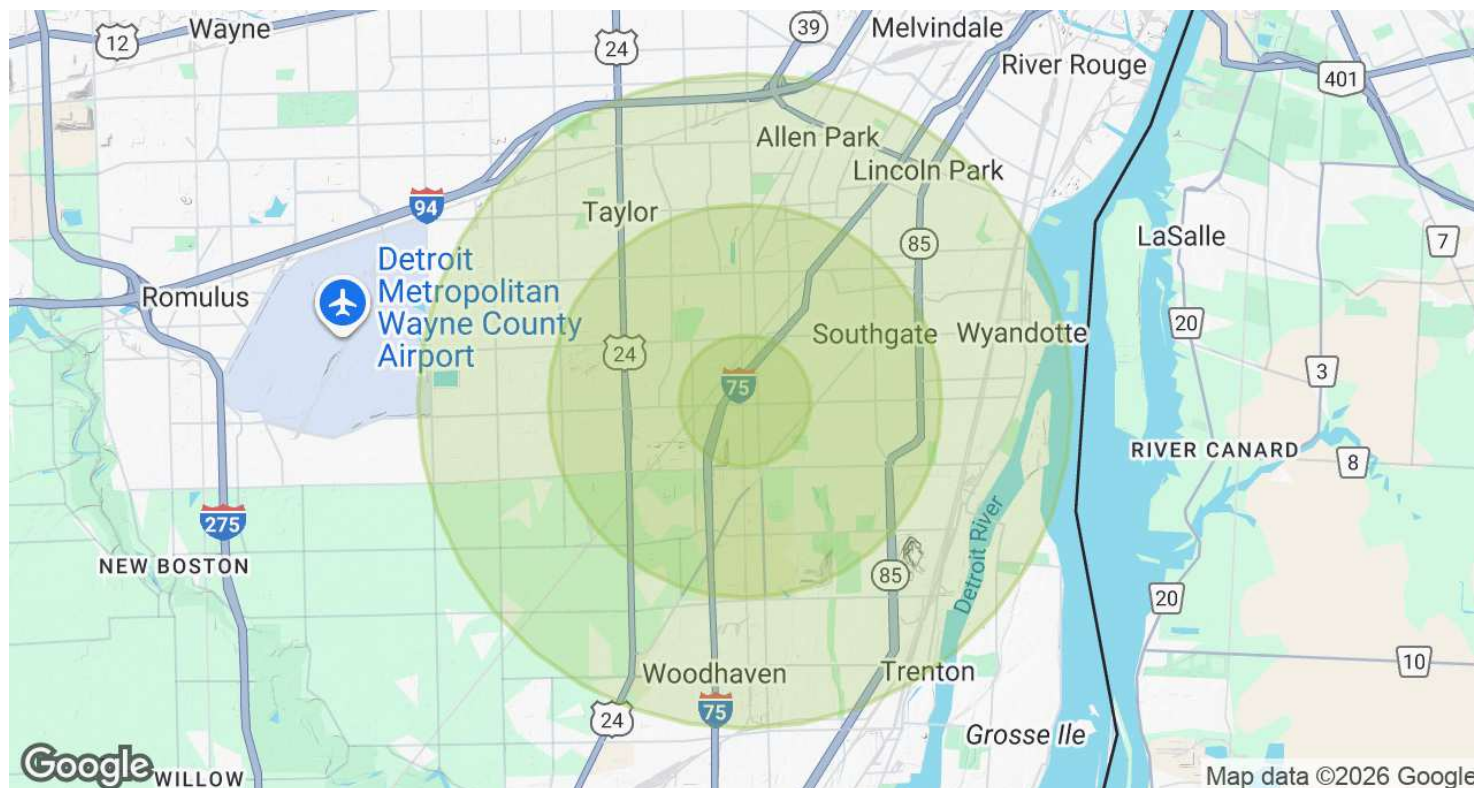 12
Wayne
24
39
Melvindale
River Rouge
401
Allen Park
Lincoln Park
94
Taylor
85
LaSalle
7
Detroit
Metropolitan
Wayne County
Airport
Romulus
Southgate
Wyandotte
20
24
75
3
RIVER CANARD
8
275
NEW BOSTON
Detroit River
85
20
Woodhaven
Trenton
10
75
24
Grosse Ile
Google
WILLOW
Map data ©2026 Google